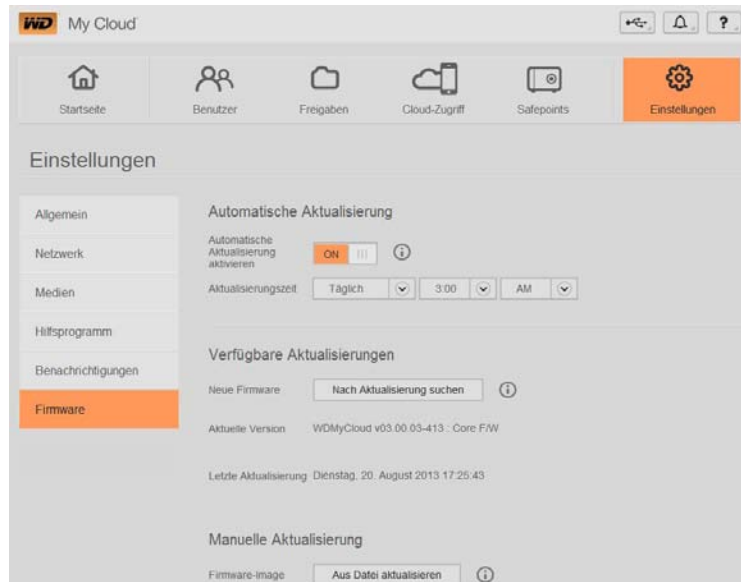 WD My Cloud
?
Startseite
Benutzer
Freigaben
Cloud-Zugriff
Safepoints
Einstellungen
Einstellungen
Allgemein
Netzwerk
Medien
Hilfsprogramm
Benachrichtigungen
Firmware
Automatische Aktualisierung
Automatische
Aktualisierung
aktivieren
ON
Aktualisierungszeit
Täglich
3:00
AM
Verfügbare Aktualisierungen
Neue Firmware
Nach Aktualisierung suchen
Aktuelle Version
WDMyCloud v03.00.03-413 : Core F/W
Letzte Aktualisierung
Dienstag, 20. August 2013 17:25:43
Manuelle Aktualisierung
Firmware-Image
Aus Datei aktualisieren